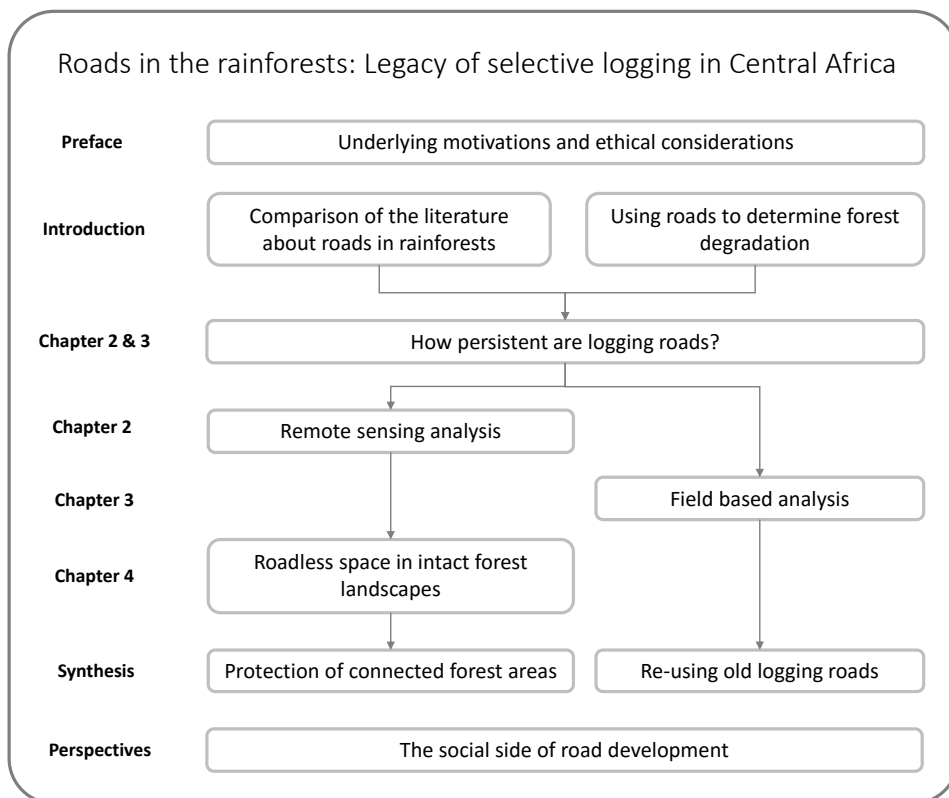 Roads in the rainforests: Legacy of selective logging in Central Africa
Preface
Underlying motivations and ethical considerations
Introduction
Comparison of the literature
about roads in rainforests
Using roads to determine forest
degradation
Chapter 2 & 3
How persistent are logging roads?
Chapter 2
Remote sensing analysis
Chapter 3
Field based analysis
Chapter 4
Roadless space in intact forest
landscapes
Synthesis
Protection of connected forest areas
Re-using old logging roads
Perspectives
The social side of road development